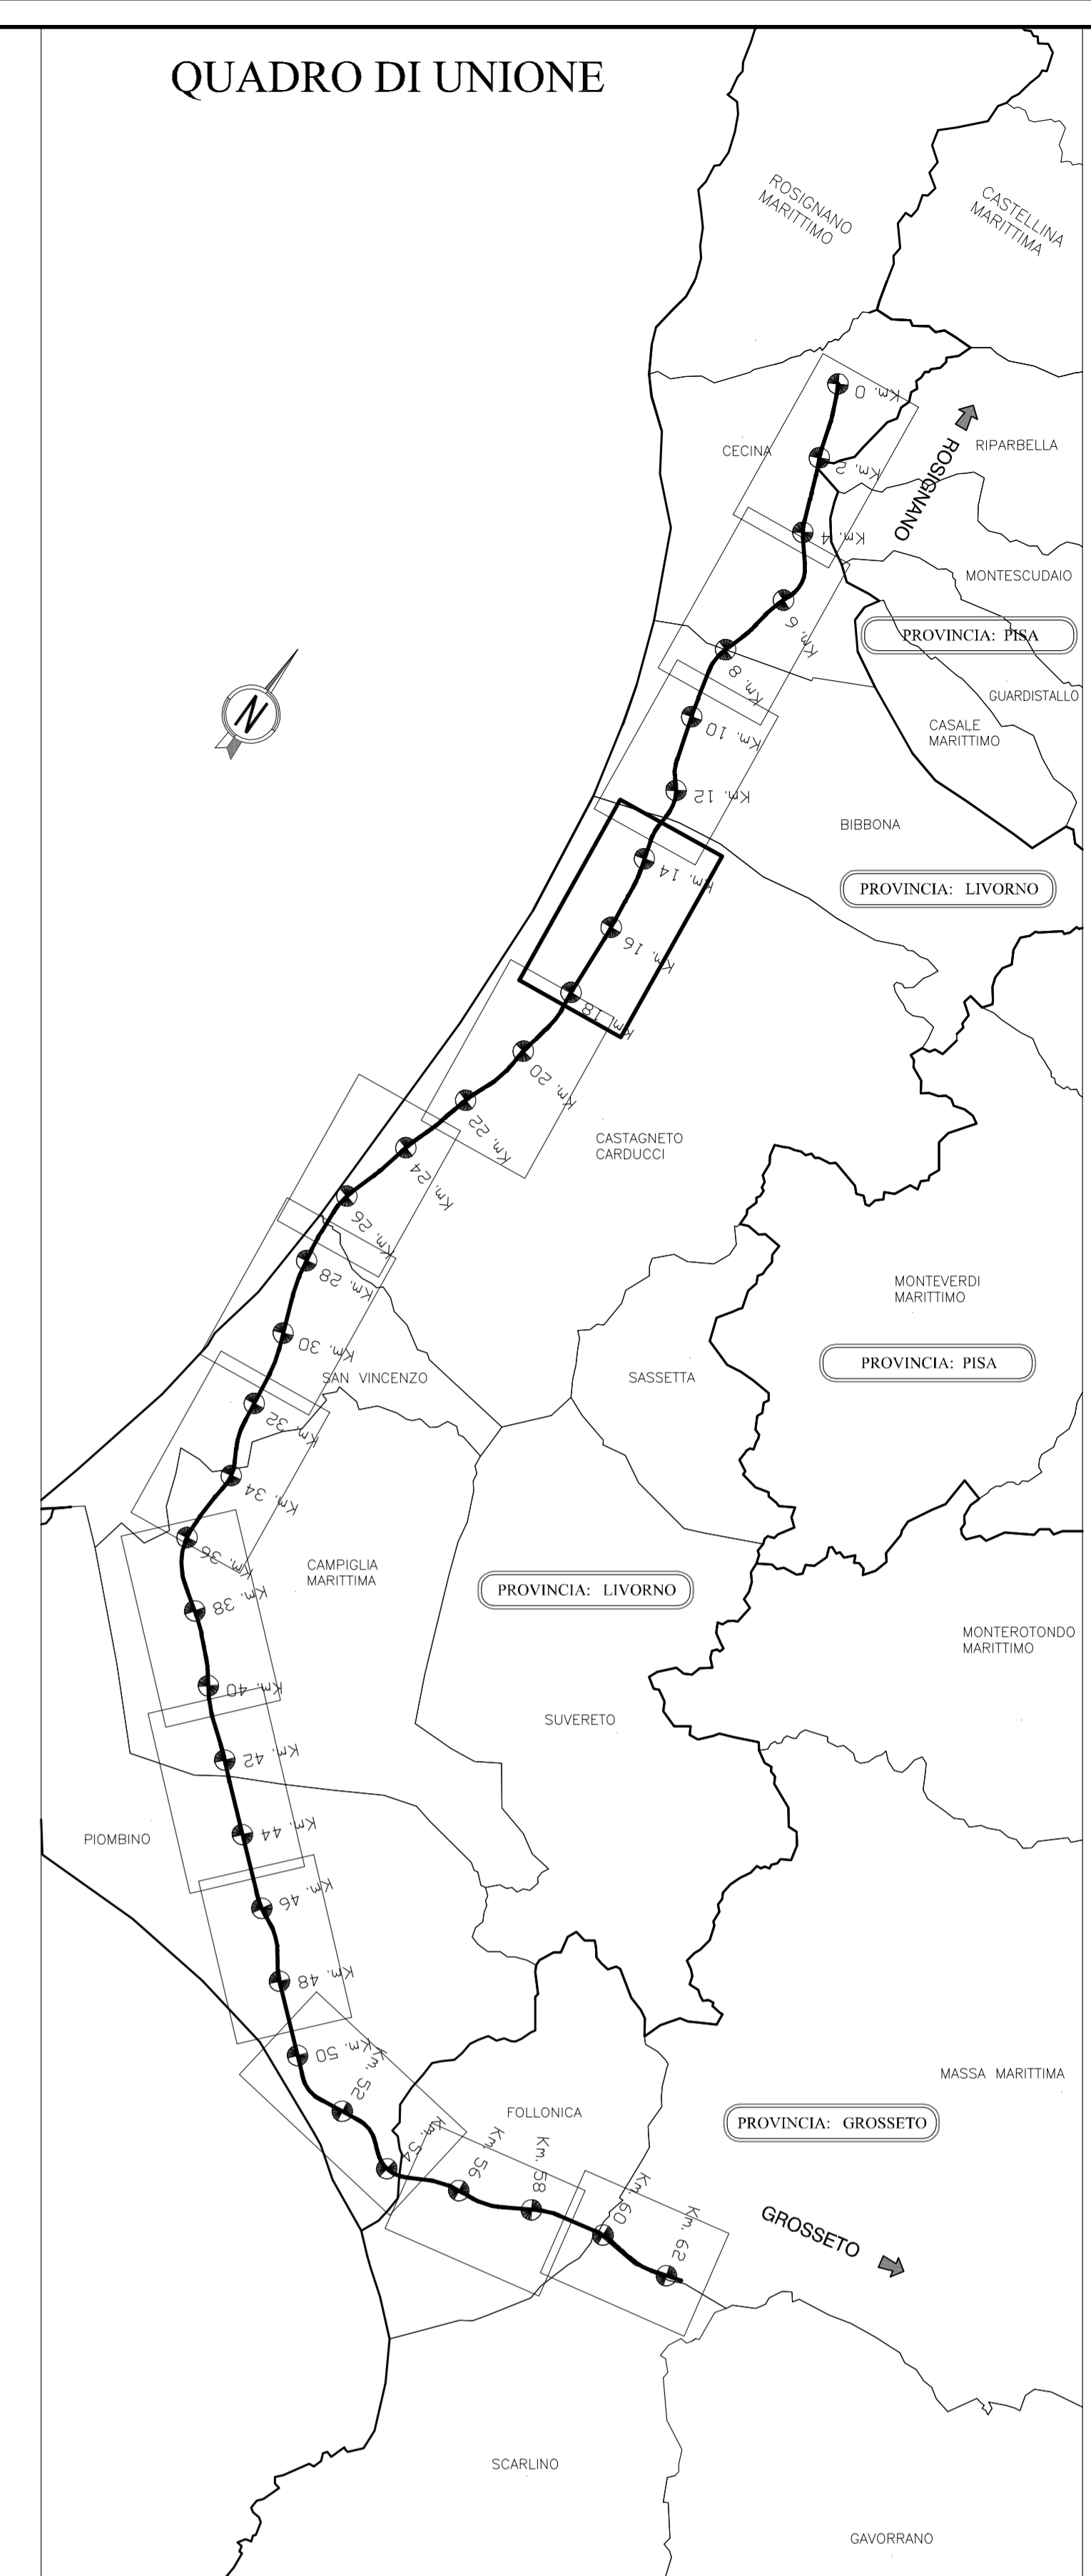 QUADRO DI UNIONE
ROSIGNANO
MARITTIMO
CASTELLINA
MARITTIMA
Km. 0
ROSIGNANO
RIPARBELLA
CECINA
Km. 2
Km. 4
MONTESCUDAIO
Km. 6
PROVINCIA: PISA
Km. 8
GUARDISTALLO
N
Km. 10
CASALE
MARITTIMO
Km. 12
BIBBONA
Km. 14
PROVINCIA: LIVORNO
Km. 16
Km. 18
Km. 20
Km. 22
CASTAGNETO
CARDUCCI
Km. 24
Km. 26
Km. 28
MONTEVERDI
MARITTIMO
Km. 30
PROVINCIA: PISA
SAN VINCENZO
SASSETTA
Km. 32
Km. 34
Km. 36
CAMPIGLIA
MARITTIMA
PROVINCIA: LIVORNO
Km. 38
MONTEROTONDO
MARITTIMO
Km. 40
SUVERETO
Km. 42
PIOMBINO
Km. 44
Km. 46
Km. 48
Km. 50
Km. 52
MASSA MARITTIMA
FOLLONICA
PROVINCIA: GROSSETO
Km. 54
Km. 56
Km. 58
Km. 60
Km. 62
GROSSETO
SCARLINO
GAVORRANO